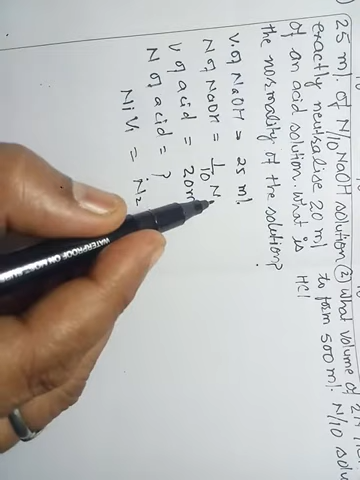 25 ml. of N/10 NaOH solution
exactly neutralise 20 ml
of an acid solution. What is
the normality of the solution?
V. of NaOH = 25 ml.
N of NaOH = 1/10 N
V of acid = 20 m
N of acid = ?
N1V1 = N2
② What volume of
HCl
to form 500 ml. N/10
WATERPROOF